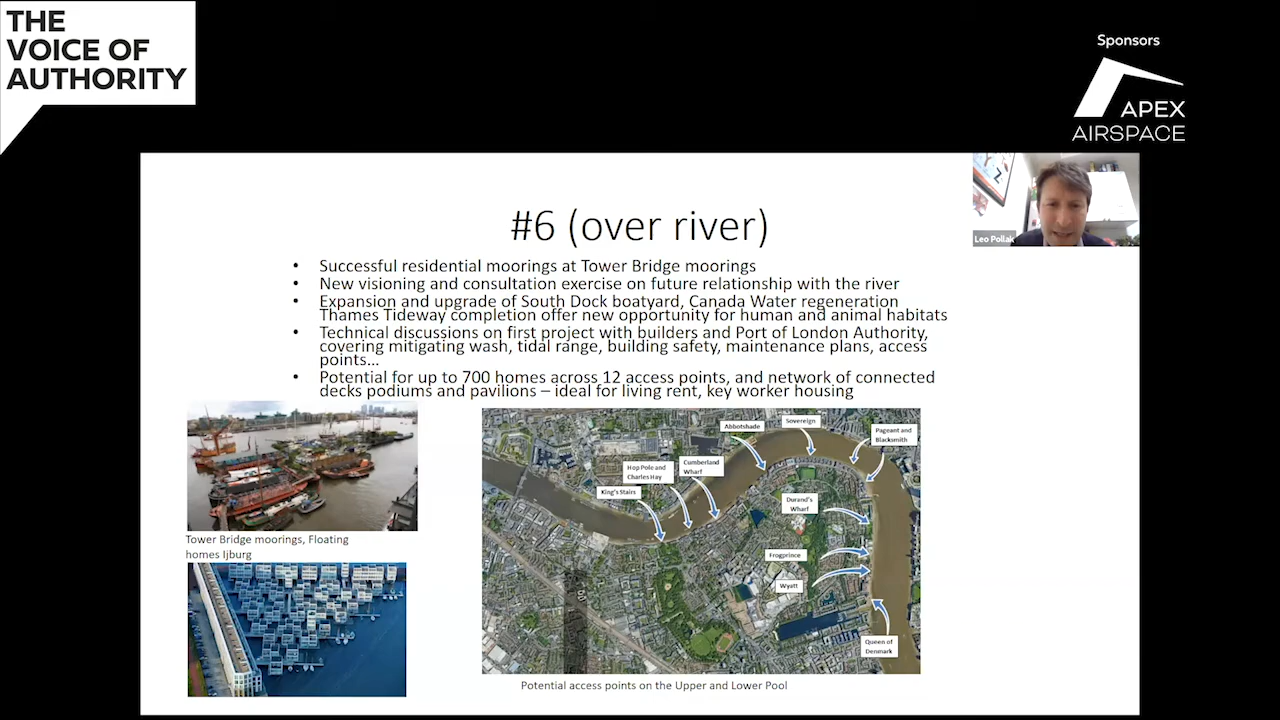 THE
VOICE OF
AUTHORITY
Sponsors
APEX
AIRSPACE
Leo Pollak
#6 (over river)
• Successful residential moorings at Tower Bridge moorings
• New visioning and consultation exercise on future relationship with the river
• Expansion and upgrade of South Dock boatyard, Canada Water regeneration
Thames Tideway completion offer new opportunity for human and animal habitats
• Technical discussions on first project with builders and Port of London Authority,
covering mitigating wash, tidal range, building safety, maintenance plans, access
points...
• Potential for up to 700 homes across 12 access points, and network of connected
decks podiums and pavilions – ideal for living rent, key worker housing
Tower Bridge moorings, Floating
homes Ijburg
Abbotshade
Sovereign
Pageant and
Blacksmith
Hop Pole and
Charles Hay
Cumberland
Wharf
King's Stairs
Durand's
Wharf
Frogprince
Wyatt
Queen of
Denmark
Potential access points on the Upper and Lower Pool